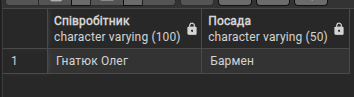 Співробітник
character varying (100)
Посада
character varying (50)
1
Гнатюк Олег
Бармен